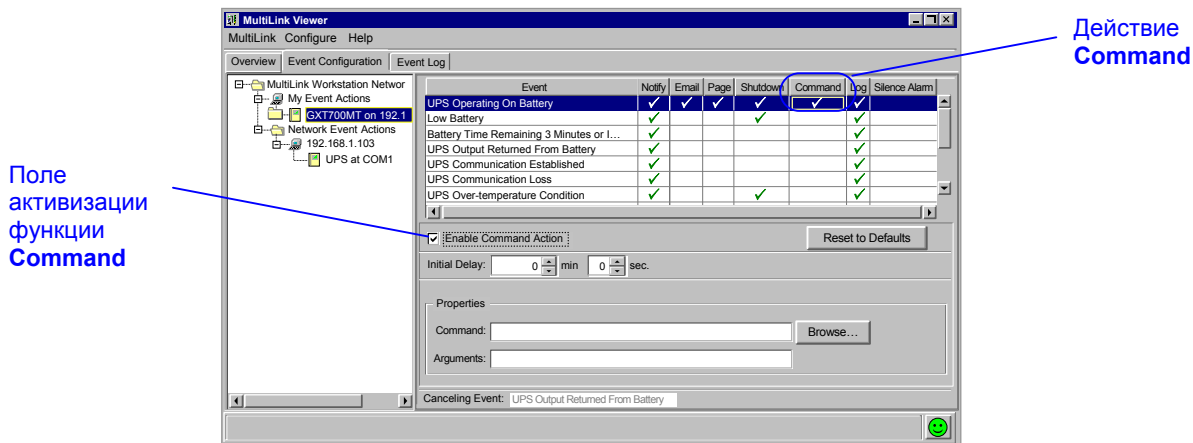 MultiLink Viewer
MultiLink Configure Help
Overview Event Configuration Event Log
MultiLink Workstation Networ
My Event Actions
GXT700MT on 192.1
Network Event Actions
192.168.1.103
UPS at COM1
Event Notify Email Page Shutdown Command Log Silence Alarm
UPS Operating On Battery
Low Battery
Battery Time Remaining 3 Minutes or l...
UPS Output Returned From Battery
UPS Communication Established
UPS Communication Loss
UPS Over-temperature Condition
Enable Command Action
Reset to Defaults
Initial Delay: 0 min 0 sec.
Properties
Command:
Browse...
Arguments:
Canceling Event: UPS Output Returned From Battery
Действие
Command
Поле
активизации
функции
Command